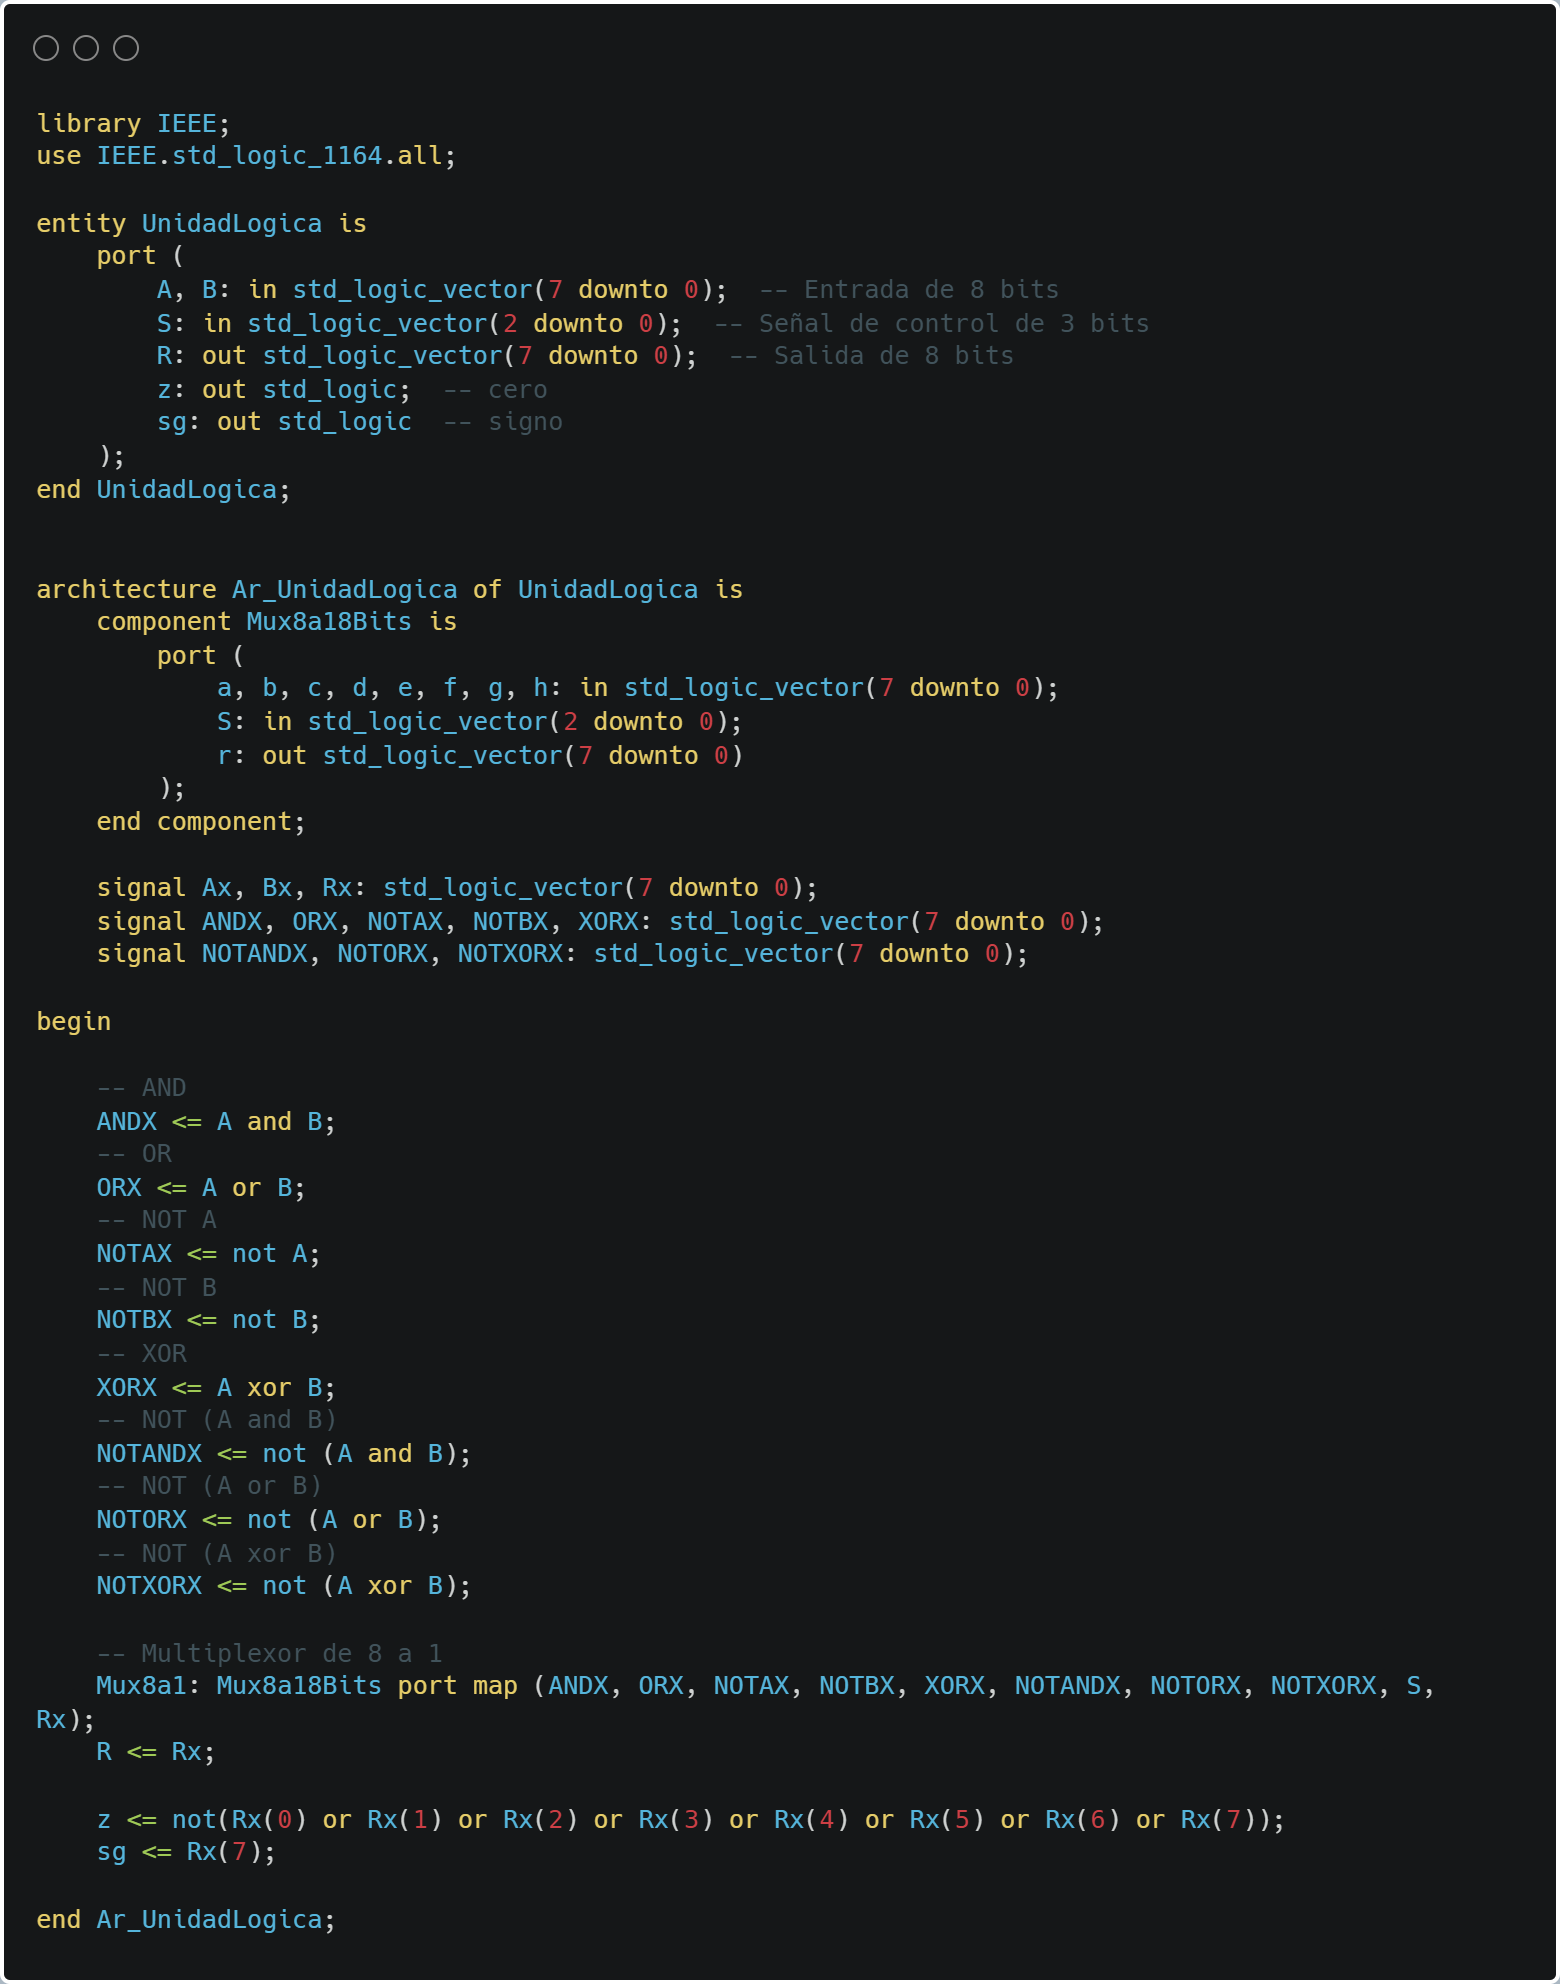 library IEEE;
use IEEE.std_logic_1164.all;
entity UnidadLogica is
    port (
        A, B: in std_logic_vector(7 downto 0);  -- Entrada de 8 bits
        S: in std_logic_vector(2 downto 0);  -- Señal de control de 3 bits
        R: out std_logic_vector(7 downto 0);  -- Salida de 8 bits
        z: out std_logic;  -- cero
        sg: out std_logic  -- signo
    );
end UnidadLogica;
architecture Ar_UnidadLogica of UnidadLogica is
    component Mux8a18Bits is
        port (
            a, b, c, d, e, f, g, h: in std_logic_vector(7 downto 0);
            S: in std_logic_vector(2 downto 0);
            r: out std_logic_vector(7 downto 0)
        );
    end component;
    signal Ax, Bx, Rx: std_logic_vector(7 downto 0);
    signal ANDX, ORX, NOTAX, NOTBX, XORX: std_logic_vector(7 downto 0);
    signal NOTANDX, NOTORX, NOTXORX: std_logic_vector(7 downto 0);
begin
    -- AND
    ANDX <= A and B;
    -- OR
    ORX <= A or B;
    -- NOT A
    NOTAX <= not A;
    -- NOT B
    NOTBX <= not B;
    -- XOR
    XORX <= A xor B;
    -- NOT (A and B)
    NOTANDX <= not (A and B);
    -- NOT (A or B)
    NOTORX <= not (A or B);
    -- NOT (A xor B)
    NOTXORX <= not (A xor B);
    -- Multiplexor de 8 a 1
    Mux8a1: Mux8a18Bits port map (ANDX, ORX, NOTAX, NOTBX, XORX, NOTANDX, NOTORX, NOTXORX, S,
Rx);
    R <= Rx;
    z <= not(Rx(0) or Rx(1) or Rx(2) or Rx(3) or Rx(4) or Rx(5) or Rx(6) or Rx(7));
    sg <= Rx(7);
end Ar_UnidadLogica;